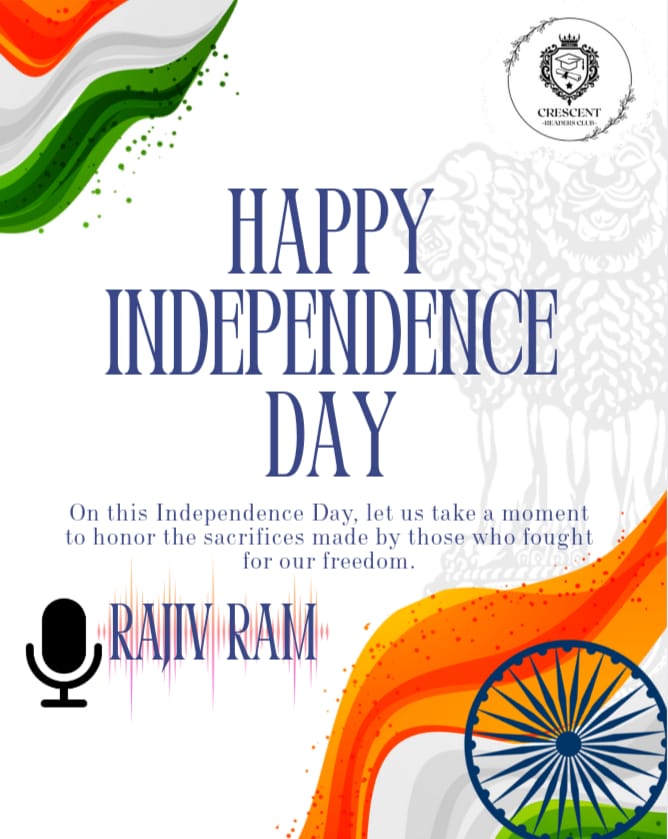 CRESCENT
-READERS CLUB-
HAPPY
INDEPENDENCE
DAY
On this Independence Day, let us take a moment
to honor the sacrifices made by those who fought
for our freedom.
RAJIV RAM